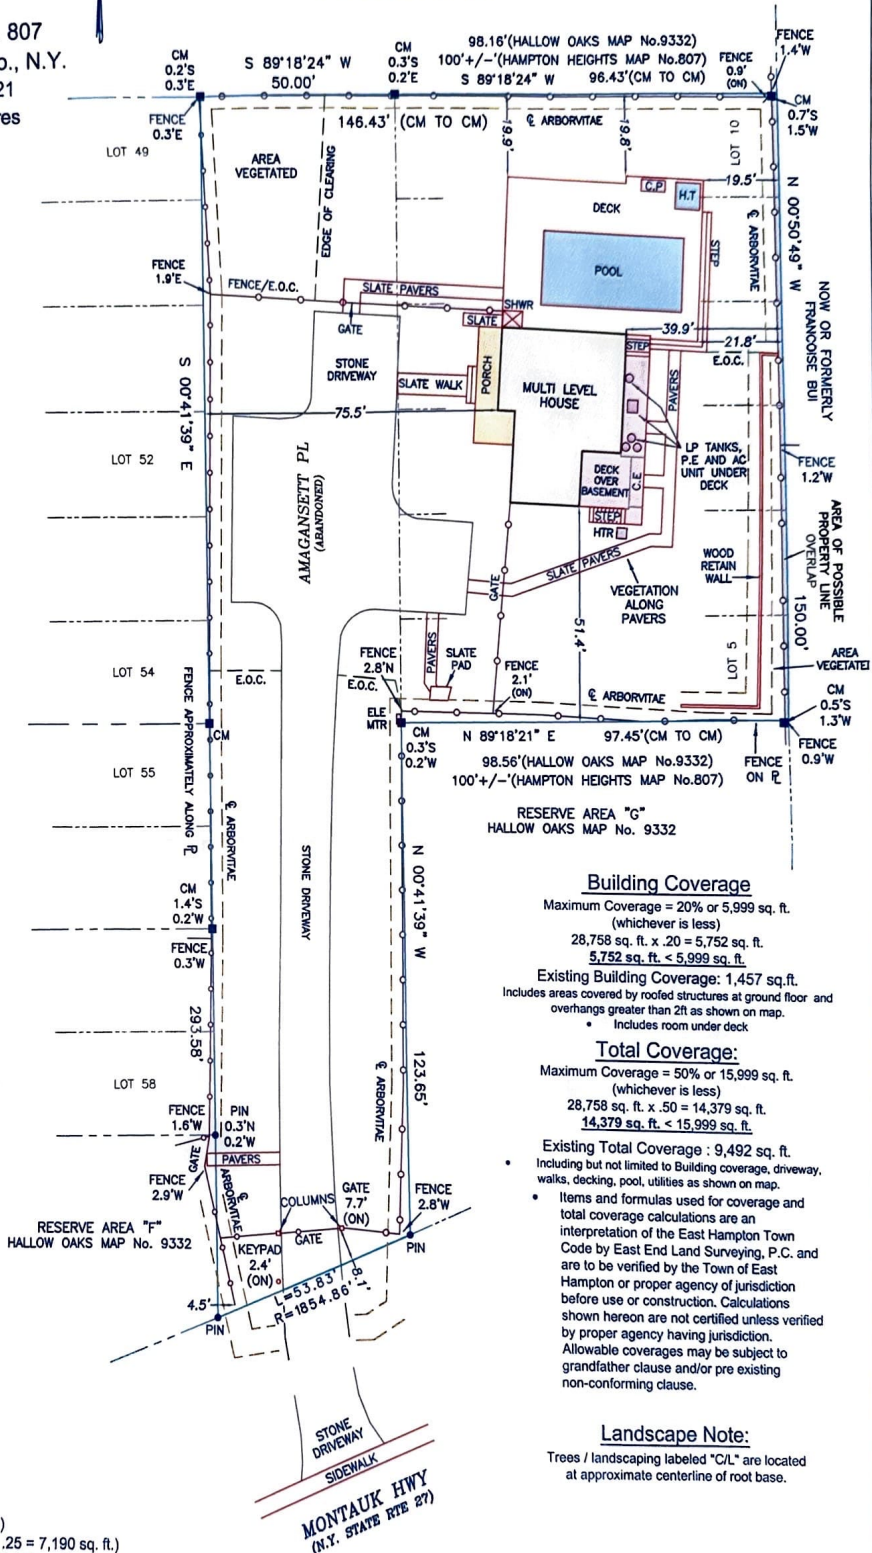 807
o., N.Y.
21
res
CM
0.2'S
0.3'E
S 89°18'24" W
50.00'
CM
0.3'S
0.2'E
98.16'(HALLOW OAKS MAP No.9332)
100'+/-'(HAMPTON HEIGHTS MAP No.807)
S 89°18'24" W 96.43'(CM TO CM)
FENCE
0.9'
(ON)
FENCE
1.4'W
CM
0.7'S
1.5'W
FENCE
0.3'E
146.43' (CM TO CM)
19.9'
℄ ARBORVITAE
19.8'
LOT 10
LOT 49
AREA
VEGETATED
EDGE OF CLEARING
19.5'
C.P
H.T
DECK
POOL
STEP
℄ ARBORVITAE
N 00°50'49" W
NOW OR FORMERLY
FRANCOISE BUI
FENCE
1.9'E
FENCE/E.O.C.
SLATE PAVERS
GATE
SHWR
SLATE
39.9'
21.8'
E.O.C.
STEP
STONE
DRIVEWAY
SLATE WALK
PORCH
MULTI LEVEL
HOUSE
PAVERS
S 00°41'39" E
75.5'
LOT 52
AMAGANSETT PL
(ABANDONED)
LP TANKS,
P.E AND AC
UNIT UNDER
DECK
DECK
OVER
BASEMENT
C.E
STEP
HTR
FENCE
1.2'W
AREA OF POSSIBLE
PROPERTY LINE
OVERLAP
150.00'
SLATE PAVERS
GATE
VEGETATION
ALONG
PAVERS
WOOD
RETAIN
WALL
51.4'
LOT 5
AREA
VEGETATE
LOT 54
E.O.C.
FENCE
2.8'N
E.O.C.
PAVERS
SLATE
PAD
FENCE
2.1'
(ON)
℄ ARBORVITAE
CM
0.5'S
1.3'W
FENCE APPROXIMATELY ALONG ℙL
CM
ELE
MTR
CM
0.3'S
0.2'W
N 89°18'21" E 97.45'(CM TO CM)
98.56'(HALLOW OAKS MAP No.9332)
100'+/-'(HAMPTON HEIGHTS MAP No.807)
FENCE
ON ℙL
FENCE
0.9'W
LOT 55
RESERVE AREA "G"
HALLOW OAKS MAP No. 9332
℄ ARBORVITAE
STONE DRIVEWAY
N 00°41'39" W
123.65'
CM
1.4'S
0.2'W
FENCE
0.3'W
293.58'
LOT 58
℄ ARBORVITAE
FENCE
1.6'W
PIN
0.3'N
0.2'W
GATE
PAVERS
FENCE
2.9'W
℄ ARBORVITAE
COLUMNS
GATE
7.7'
(ON)
FENCE
2.8'W
GATE
KEYPAD
2.4'
(ON)
PIN
RESERVE AREA "F"
HALLOW OAKS MAP No. 9332
4.5'
L=53.83'
R=1854.86'
8.1'
PIN
STONE
DRIVEWAY
SIDEWALK
MONTAUK HWY
(N.Y. STATE RTE 27)
Building Coverage
Maximum Coverage = 20% or 5,999 sq. ft.
(whichever is less)
28,758 sq. ft. x .20 = 5,752 sq. ft.
5,752 sq. ft. < 5,999 sq. ft.
Existing Building Coverage: 1,457 sq.ft.
Includes areas covered by roofed structures at ground floor and
overhangs greater than 2ft as shown on map.
• Includes room under deck
Total Coverage:
Maximum Coverage = 50% or 15,999 sq. ft.
(whichever is less)
28,758 sq. ft. x .50 = 14,379 sq. ft.
14,379 sq. ft. < 15,999 sq. ft.
Existing Total Coverage : 9,492 sq. ft.
• Including but not limited to Building coverage, driveway,
walks, decking, pool, utilities as shown on map.
• Items and formulas used for coverage and
total coverage calculations are an
interpretation of the East Hampton Town
Code by East End Land Surveying, P.C. and
are to be verified by the Town of East
Hampton or proper agency of jurisdiction
before use or construction. Calculations
shown hereon are not certified unless verified
by proper agency having jurisdiction.
Allowable coverages may be subject to
grandfather clause and/or pre existing
non-conforming clause.
Landscape Note:
Trees / landscaping labeled "C/L" are located
at approximate centerline of root base.
)
.25 = 7,190 sq. ft.)